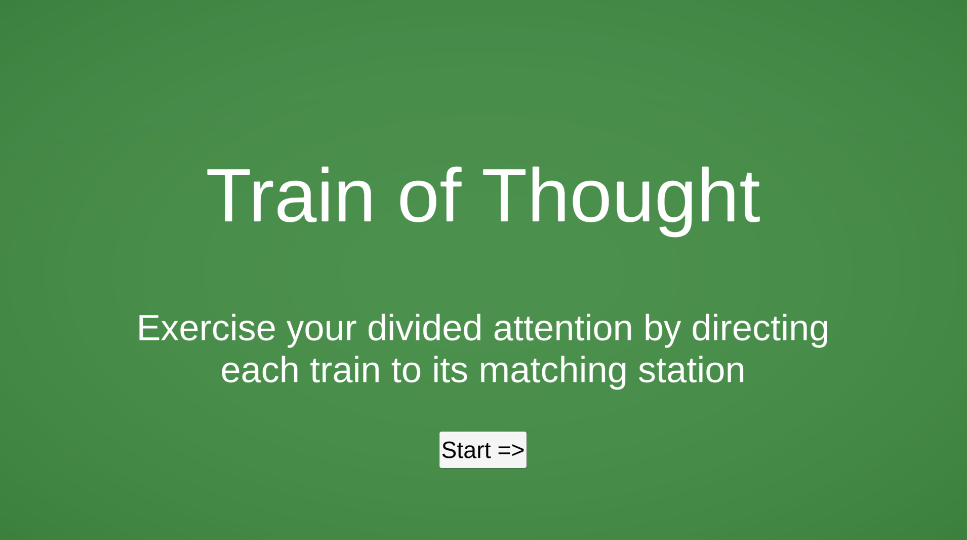 Train of Thought
Exercise your divided attention by directing
each train to its matching station
Start =>